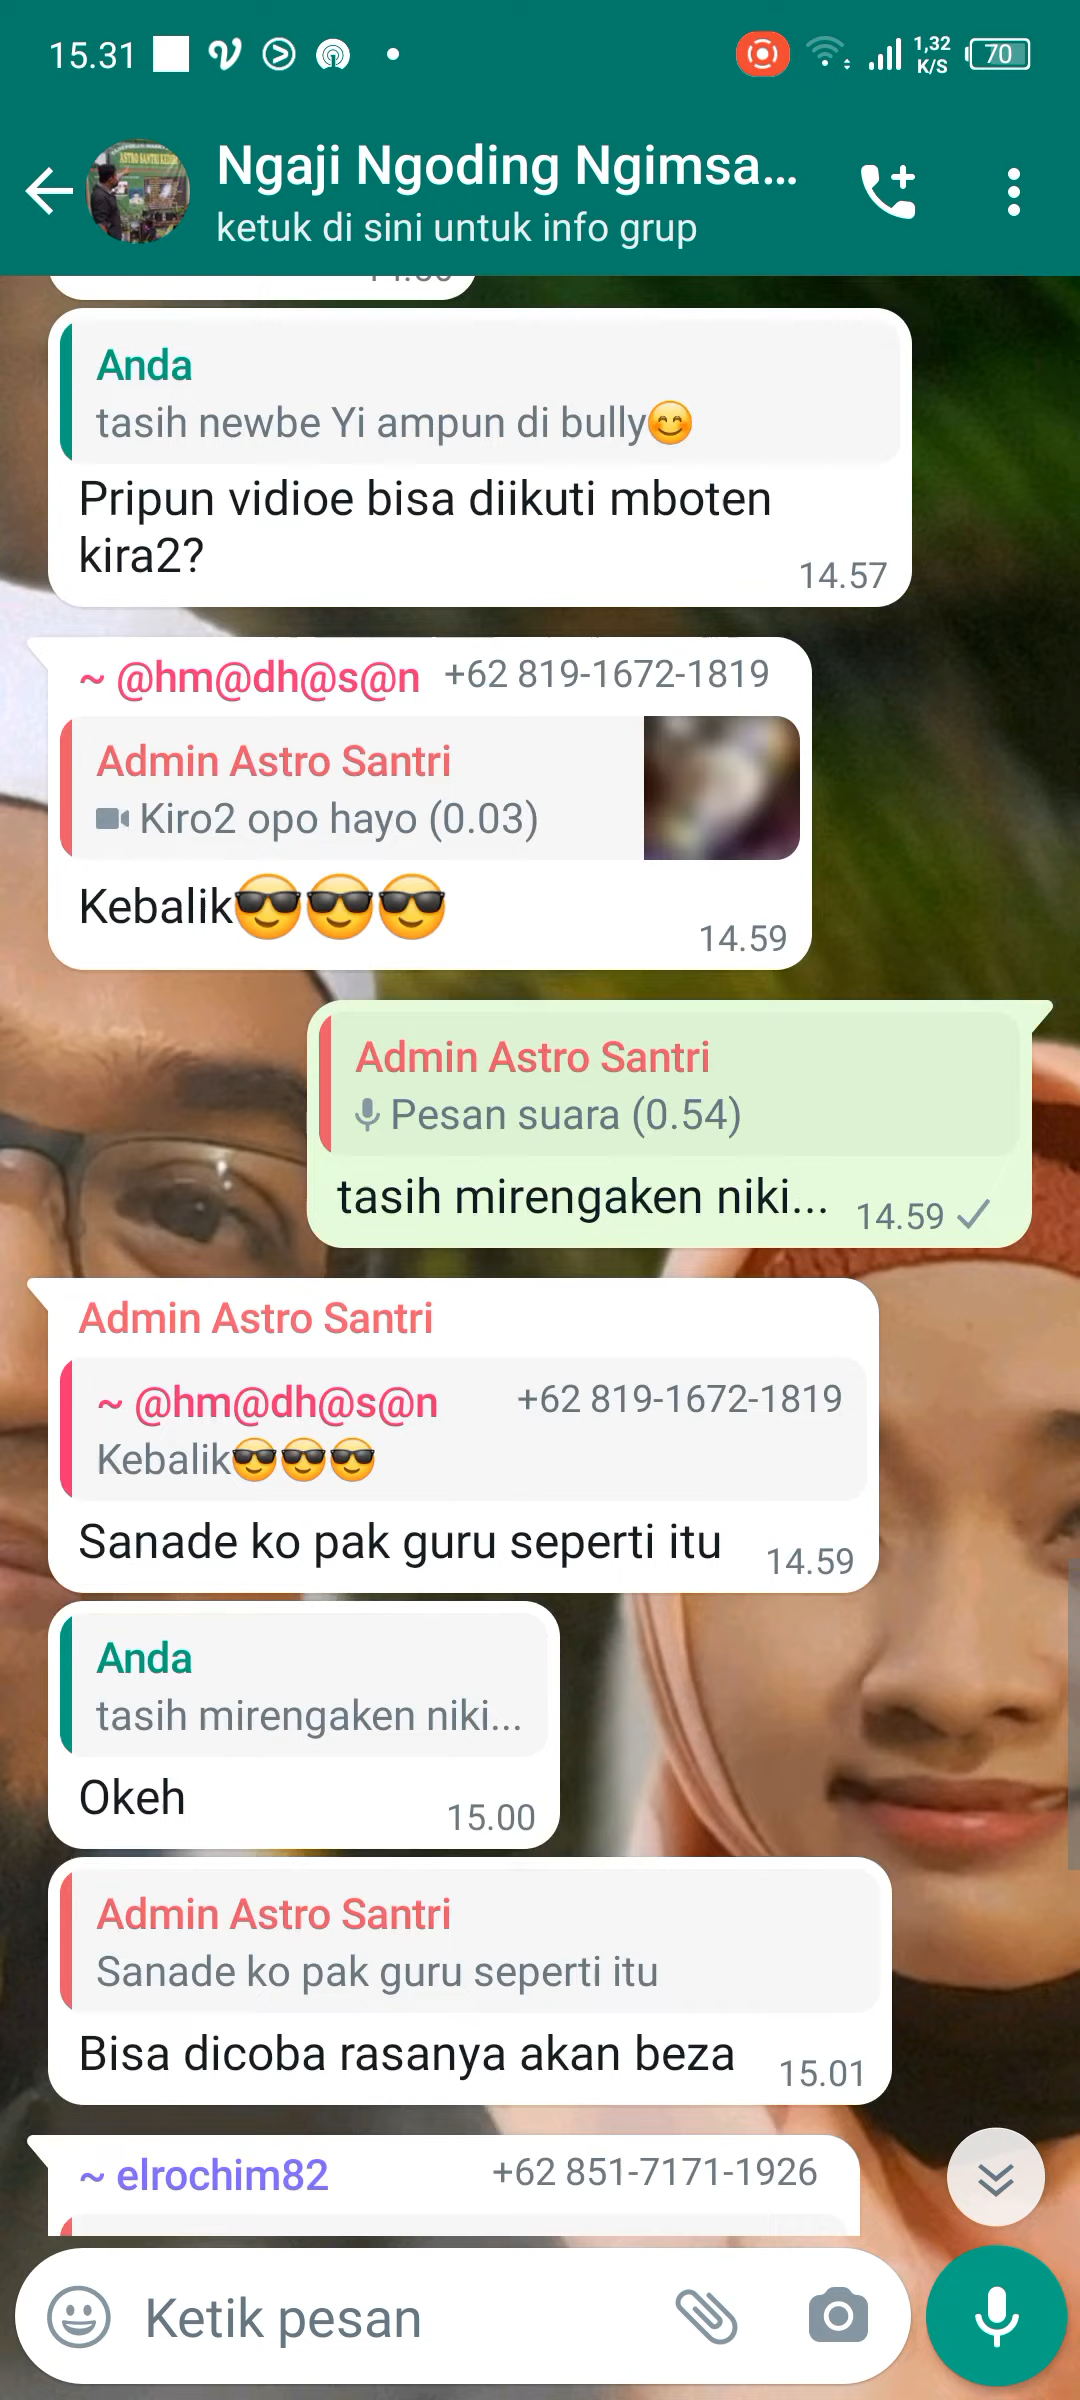 15.31
1,32
K/S
70
Ngaji Ngoding Ngimsa...
ketuk di sini untuk info grup
Anda
tasih newbe Yi ampun di bully😊
Pripun vidioe bisa diikuti mboten
kira2?
14.57
~ @hm@dh@s@n +62 819-1672-1819
Admin Astro Santri
Kiro2 opo hayo (0.03)
Kebalik😎😎😎
14.59
Admin Astro Santri
Pesan suara (0.54)
tasih mirengaken niki...
14.59
Admin Astro Santri
~ @hm@dh@s@n +62 819-1672-1819
Kebalik😎😎😎
Sanade ko pak guru seperti itu
14.59
Anda
tasih mirengaken niki...
Okeh
15.00
Admin Astro Santri
Sanade ko pak guru seperti itu
Bisa dicoba rasanya akan beza
15.01
~ elrochim82 +62 851-7171-1926
Ketik pesan